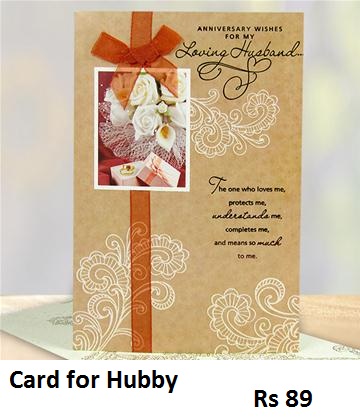 ANNIVERSARY WISHES
FOR MY
Loving Husband...
The one who loves me,
protects me,
understands me,
completes me,
and means so much
to me.
Card for Hubby
Rs 89